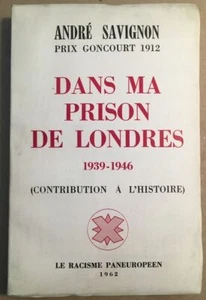 ANDRÉ SAVIGNON
PRIX GONCOURT 1912
DANS MA
PRISON
DE LONDRES
1939-1946
(CONTRIBUTION A L'HISTOIRE)
LE RACISME PANEUROPEEN
1962